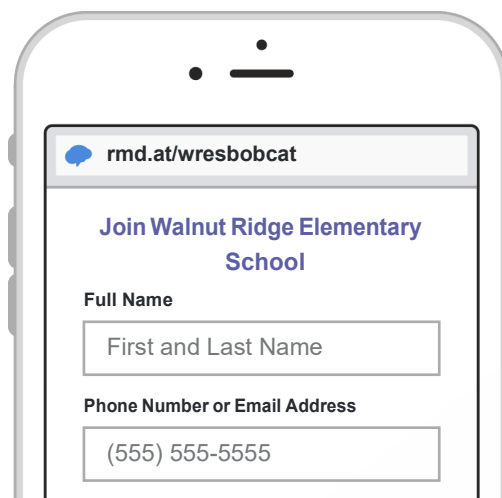 rmd.at/wresbobcat
Join Walnut Ridge Elementary
School
Full Name
First and Last Name
Phone Number or Email Address
(555) 555-5555